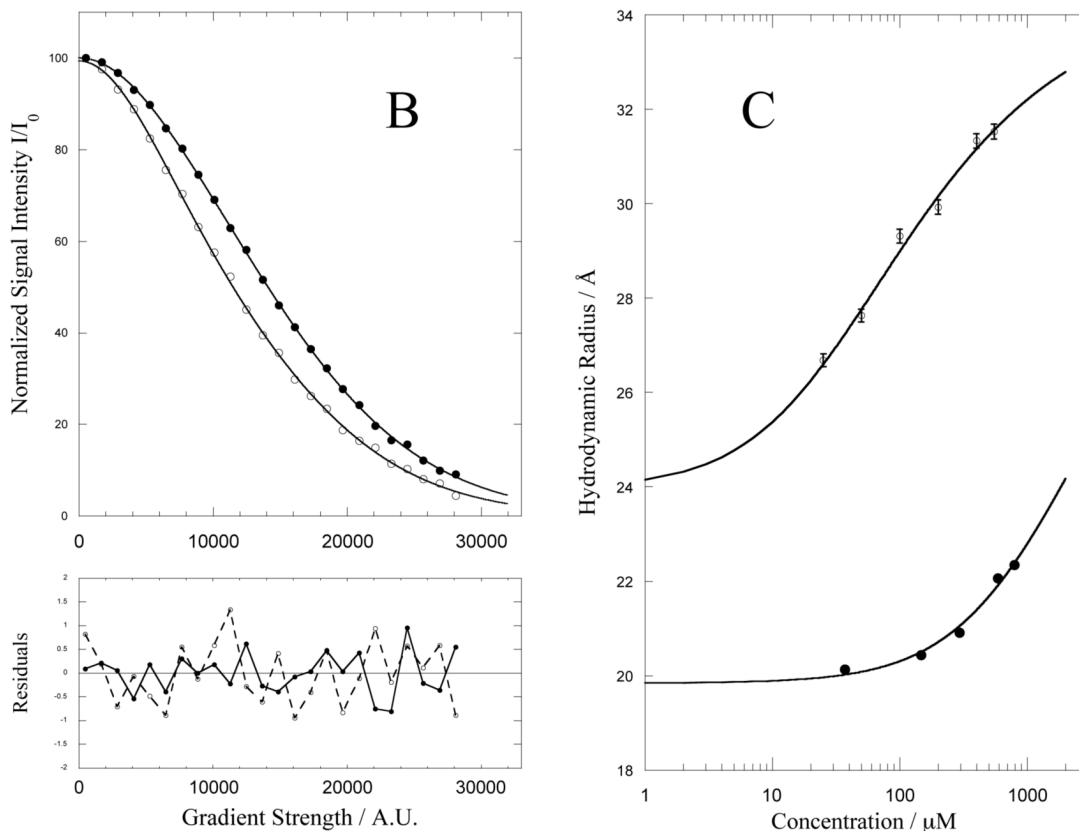 B
Normalized Signal Intensity I/I0
100
80
60
40
20
0
0 10000 20000 30000
Residuals
2
1.5
1
0.5
0
-0.5
-1
-1.5
-2
0 10000 20000 30000
Gradient Strength / A.U.
C
Hydrodynamic Radius / Å
34
32
30
28
26
24
22
20
18
1 10 100 1000
Concentration / μM